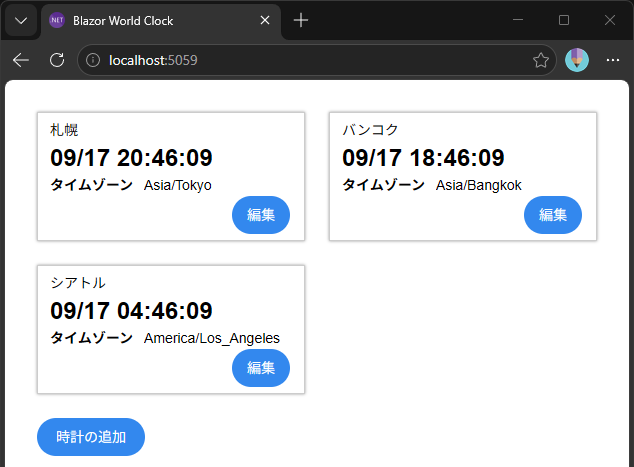 .NET Blazor World Clock
localhost:5059
札幌
09/17 20:46:09
タイムゾーン Asia/Tokyo
編集
バンコク
09/17 18:46:09
タイムゾーン Asia/Bangkok
編集
シアトル
09/17 04:46:09
タイムゾーン America/Los_Angeles
編集
時計の追加